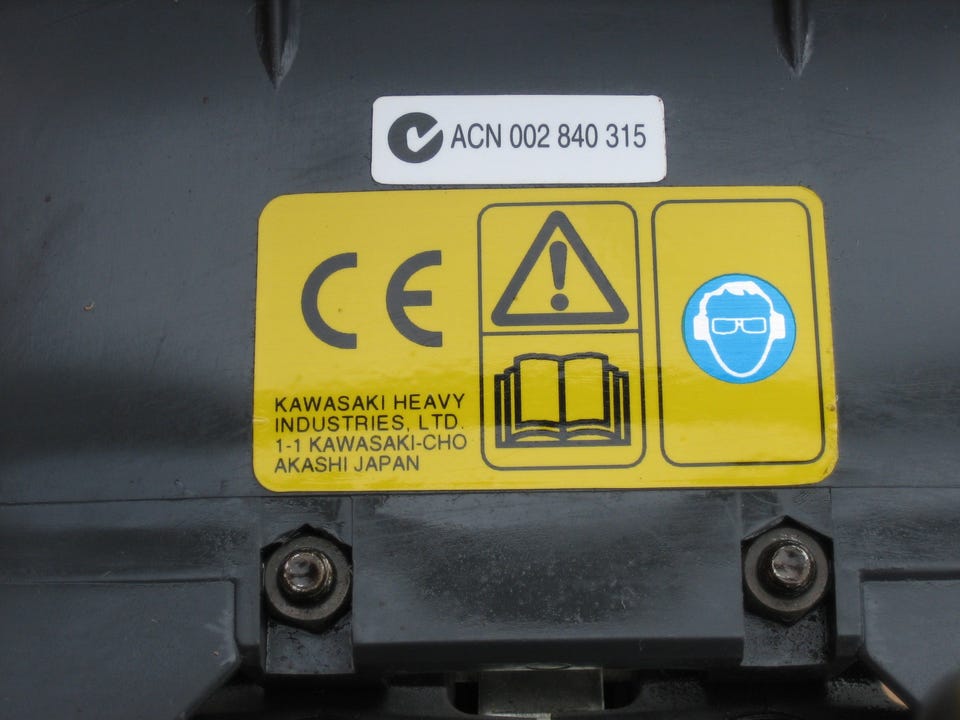 ACN 002 840 315
CE
KAWASAKI HEAVY
INDUSTRIES, LTD.
1-1 KAWASAKI-CHO
AKASHI JAPAN